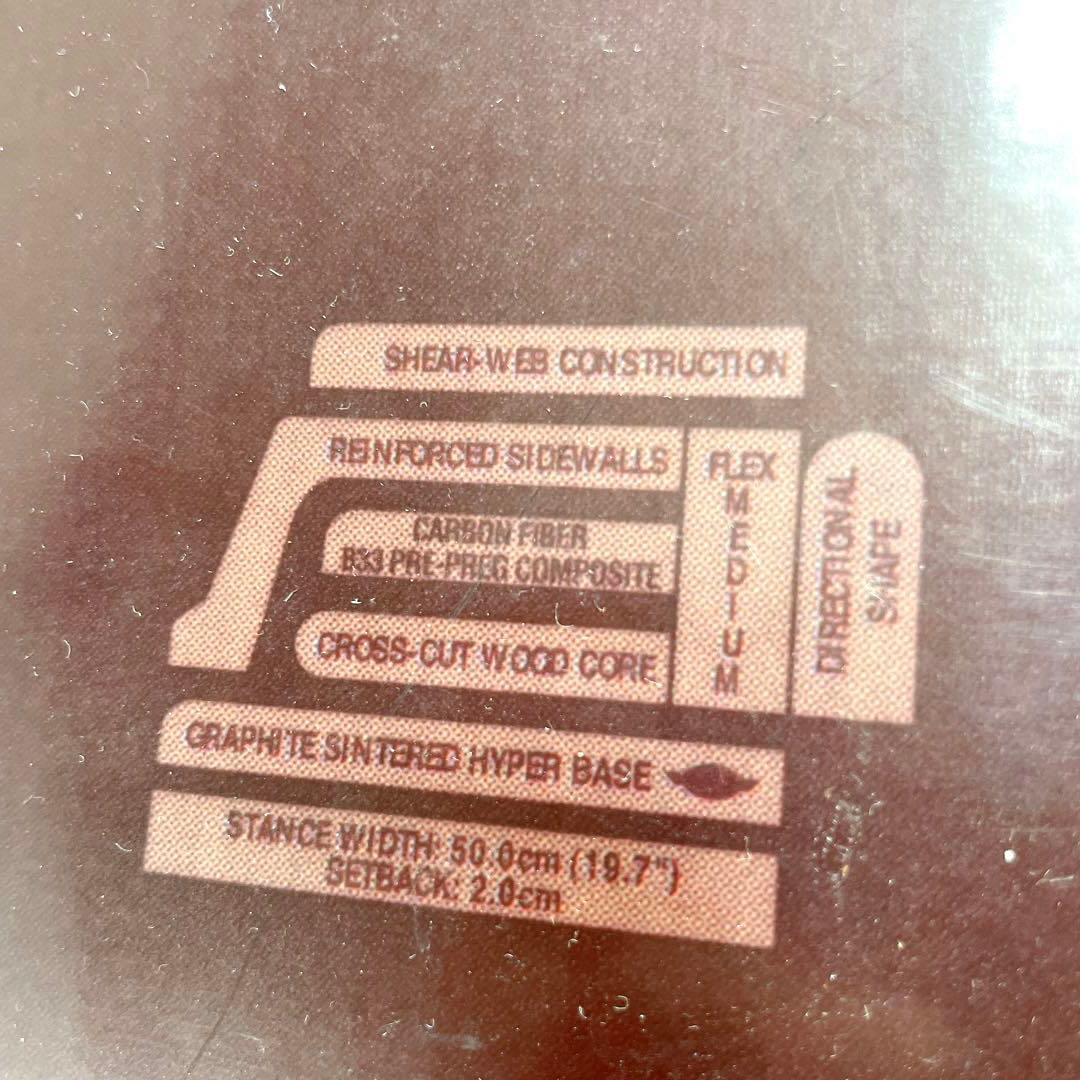 SHEAR-WEB CONSTRUCTION
REINFORCED SIDEWALLS
CARBON FIBER
B33 PRE-PREG COMPOSITE
CROSS-CUT WOOD CORE
FLEX
MEDIUM
DIRECTIONAL
SHAPE
GRAPHITE SINTERED HYPER BASE
STANCE WIDTH: 50.0cm (19.7")
SETBACK: 2.0cm